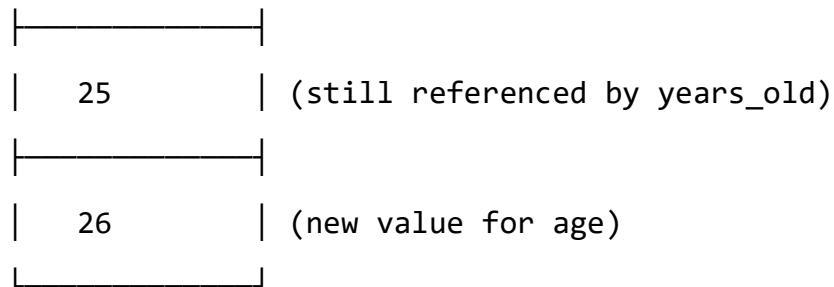 ├─────────────┤
│   25        │ (still referenced by years_old)
├─────────────┤
│   26        │ (new value for age)
└─────────────┘